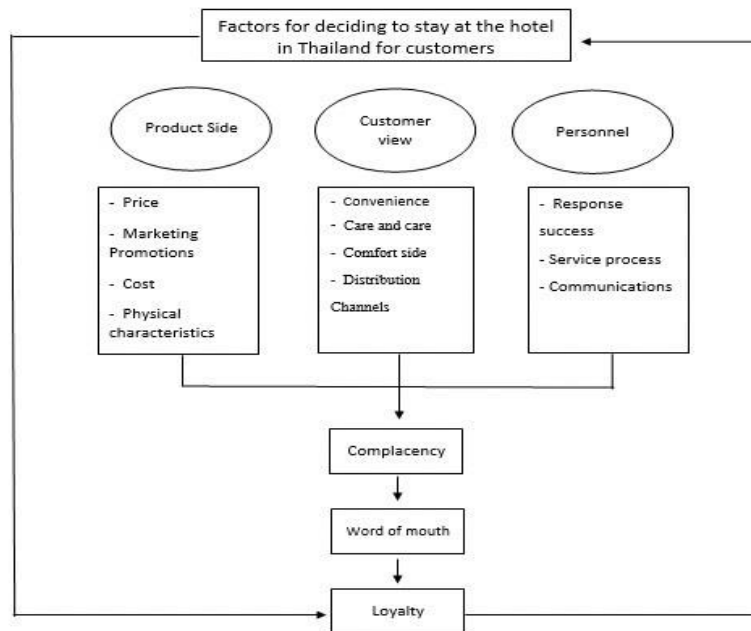 Factors for deciding to stay at the hotel
in Thailand for customers
Product Side
Customer
view
Personnel
- Price
- Marketing
Promotions
- Cost
- Physical
characteristics
- Convenience
- Care and care
- Comfort side
- Distribution
Channels
- Response
success
- Service process
- Communications
Complacency
Word of mouth
Loyalty